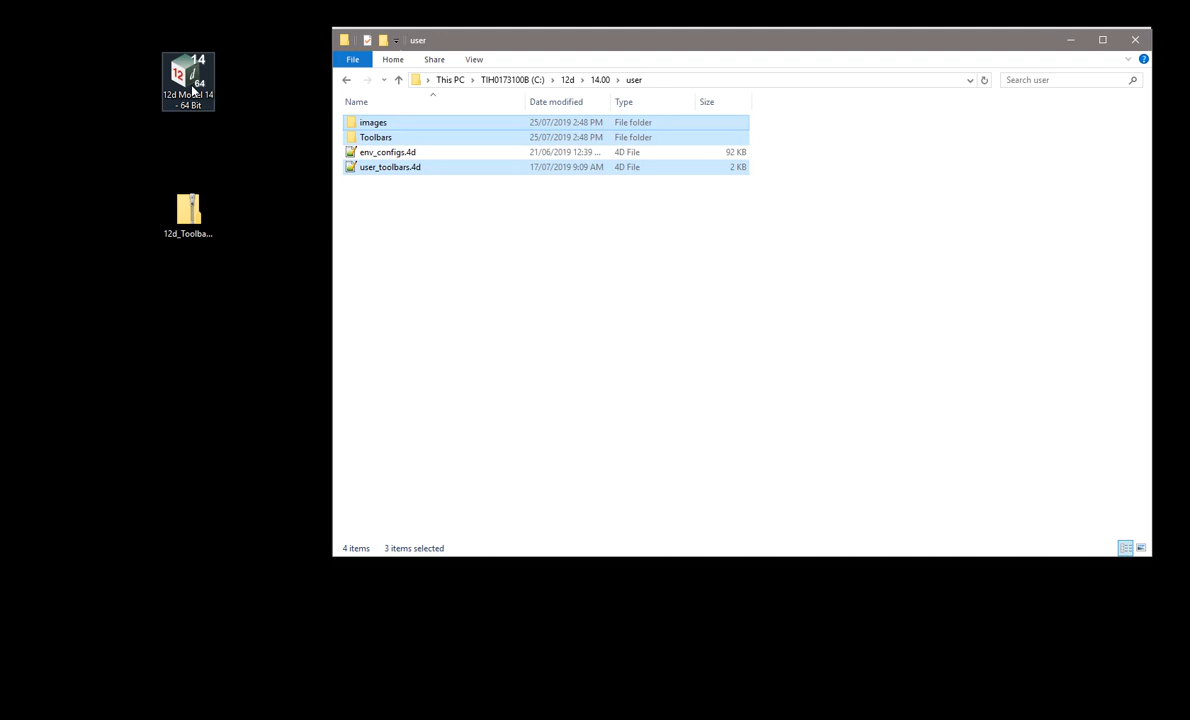 14
12 d
64
12d Model 14
- 64 Bit
12d_Toolba...
user
File Home Share View
This PC TIH0173100B (C:) 12d 14.00 user
Search user
Name Date modified Type Size
images 25/07/2019 2:48 PM File folder
Toolbars 25/07/2019 2:48 PM File folder
env_configs.4d 21/06/2019 12:39 ... 4D File 92 KB
user_toolbars.4d 17/07/2019 9:09 AM 4D File 2 KB
4 items 3 items selected